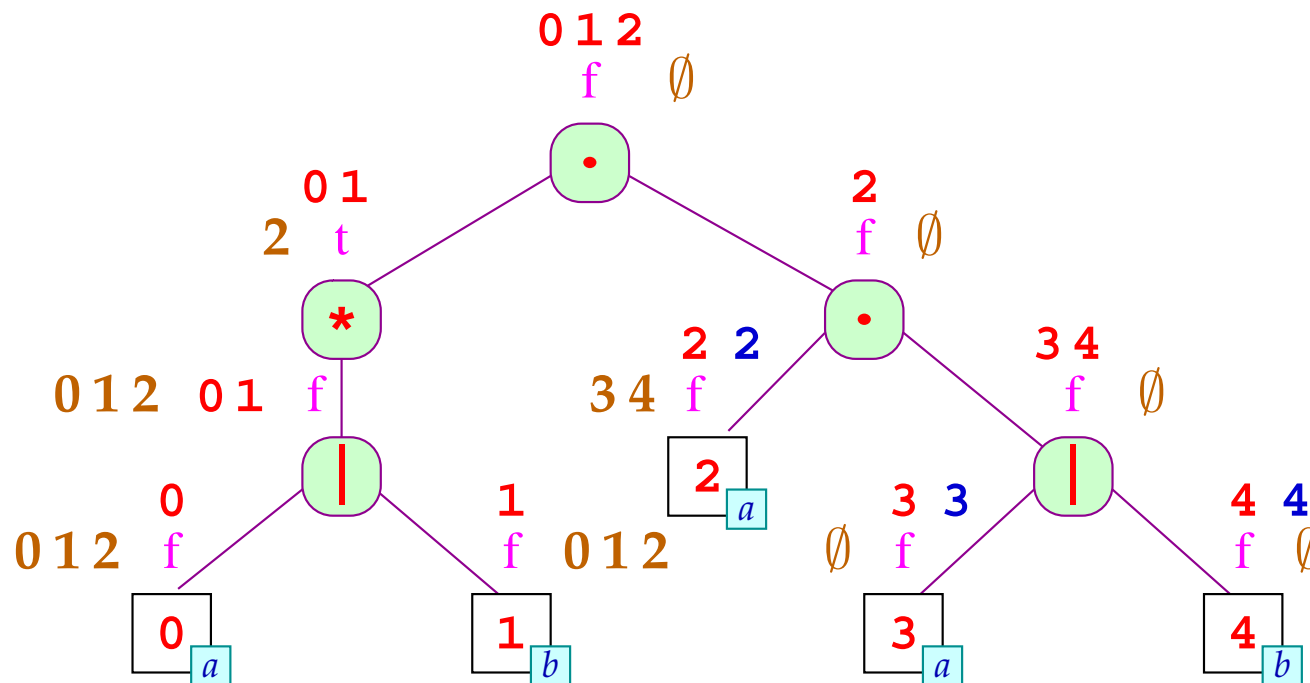 0 1 2
f ∅
•
0 1 2
2 t f ∅
* •
2 2 3 4
0 1 2 0 1 f 3 4 f f ∅
| 2 a |
0 1 3 3 4 4
0 1 2 f f 0 1 2 ∅ f f ∅
0 1 3 4
a b a b